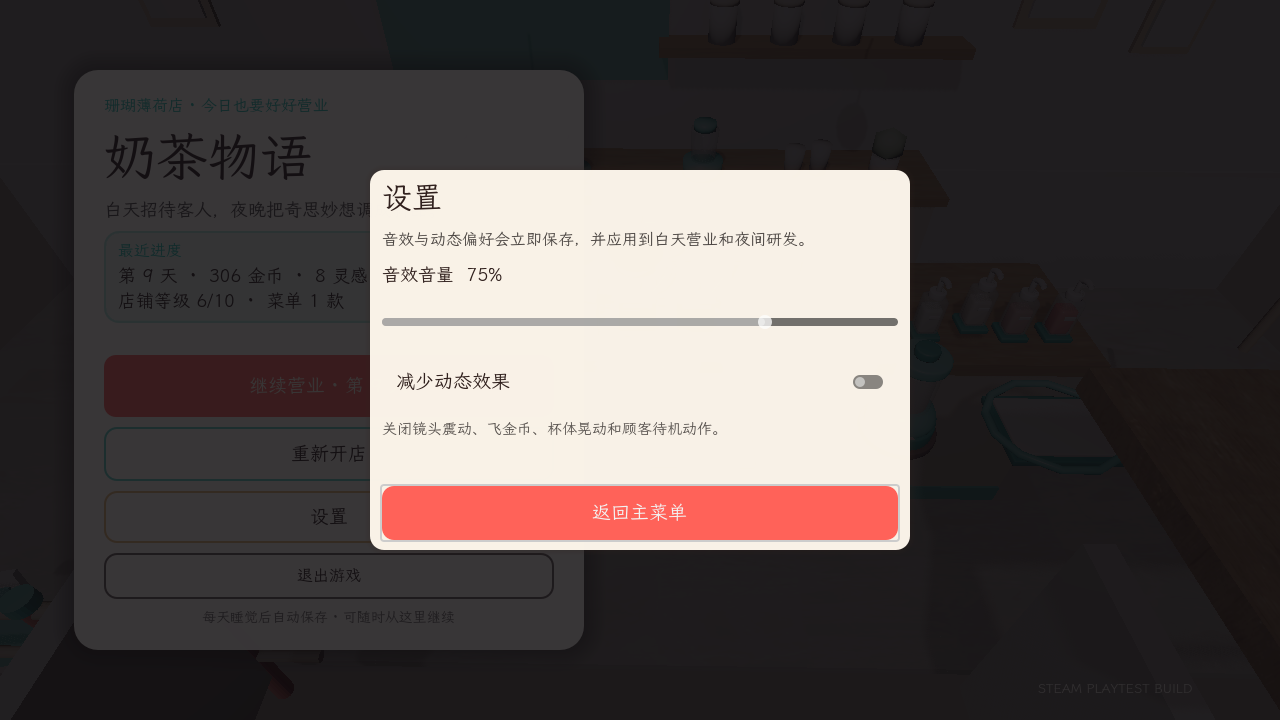 珊瑚薄荷店 · 今日也要好好营业
奶茶物语
白天招待客人，夜晚把奇思妙想调
最近进度
第 9 天 · 306 金币 · 8 灵感
店铺等级 6/10 · 菜单 1 款
继续营业 · 第
重新开店
设置
退出游戏
每天睡觉后自动保存 · 可随时从这里继续
设置
音效与动态偏好会立即保存，并应用到白天营业和夜间研发。
音效音量 75%
减少动态效果
关闭镜头震动、飞金币、杯体晃动和顾客待机动作。
返回主菜单
STEAM PLAYTEST BUILD